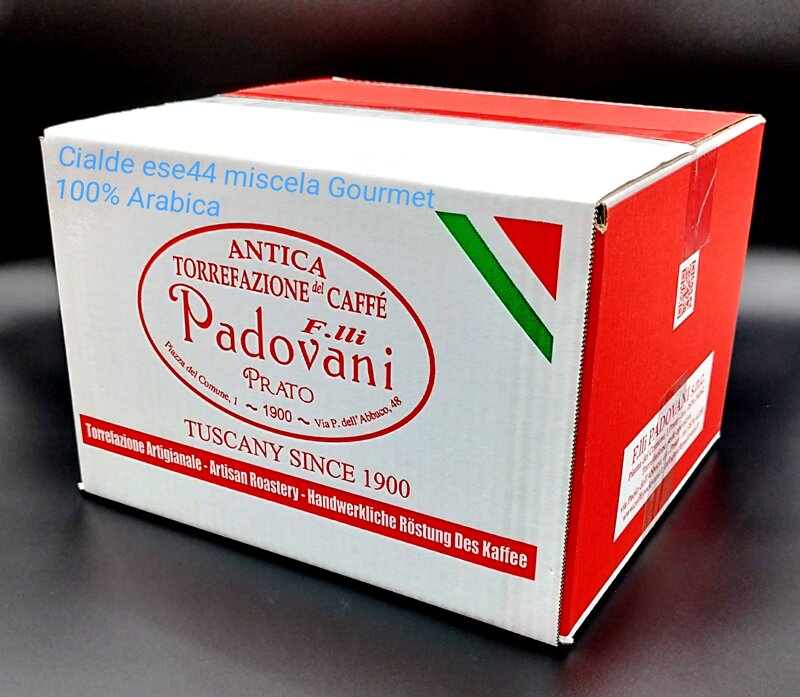 Cialde ese44 miscela Gourmet
100% Arabica
ANTICA
TORREFAZIONE del CAFFÉ
F.lli
Padovani
PRATO
Piazza del Comune, 1 ~ 1900 ~ Via P. dell'Abbaco, 48
TUSCANY SINCE 1900
Torrefazione Artigianale - Artisan Roastery - Handwerkliche Röstung Des Kaffee
F.lli PADOVANI s.n.c.